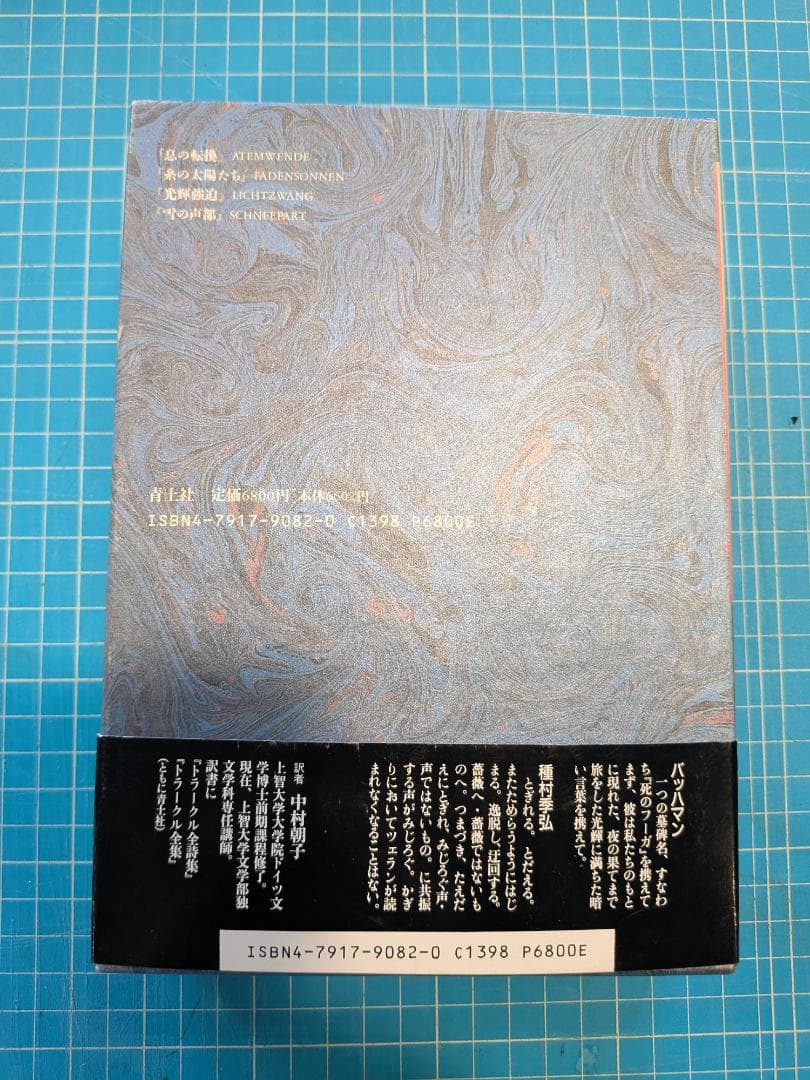 『息の転換』ATEMWENDE
『糸の太陽たち』FADENSONNEN
『光輝強迫』LICHTZWANG
『雪の声部』SCHNEEPART
青土社 定価6800円 本体6602円
ISBN4-7917-9082-0 C1398 P6800E
バッハマン
一つの墓碑名、すなわ
ち「死のフーガ」を携えて
まず、彼は私たちのもと
に現れた、夜の果てまで
旅をした光輝に満ちた暗
い言葉を携えて。
種村季弘
とぎれる。とだえる。
またためらうようにはじ
まる。逸脱し、迂回する。
薔薇へ・薔薇ではないも
のへ。つまづき、たえだ
えにとぎれ、みじろぐ声・
声ではないもの。に共振
する声がみじろぐ。かぎ
りにおいてツェランが読
まれなくなることはない。
訳者 中村朝子
上智大学大学院ドイツ文
学博士前期課程修了。
現在、上智大学文学部独
文学科専任講師。
訳書に
『トラークル全詩集』
『トラークル全集』
(ともに青土社)
ISBN4-7917-9082-0 C1398 P6800E